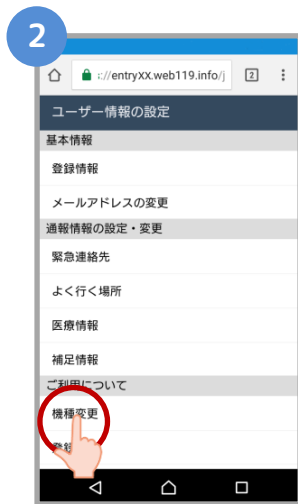 2
://entryXX.web119.info/j
2
ユーザー情報の設定
基本情報
登録情報
メールアドレスの変更
通報情報の設定・変更
緊急連絡先
よく行く場所
医療情報
補足情報
ご利用について
機種変更
登録